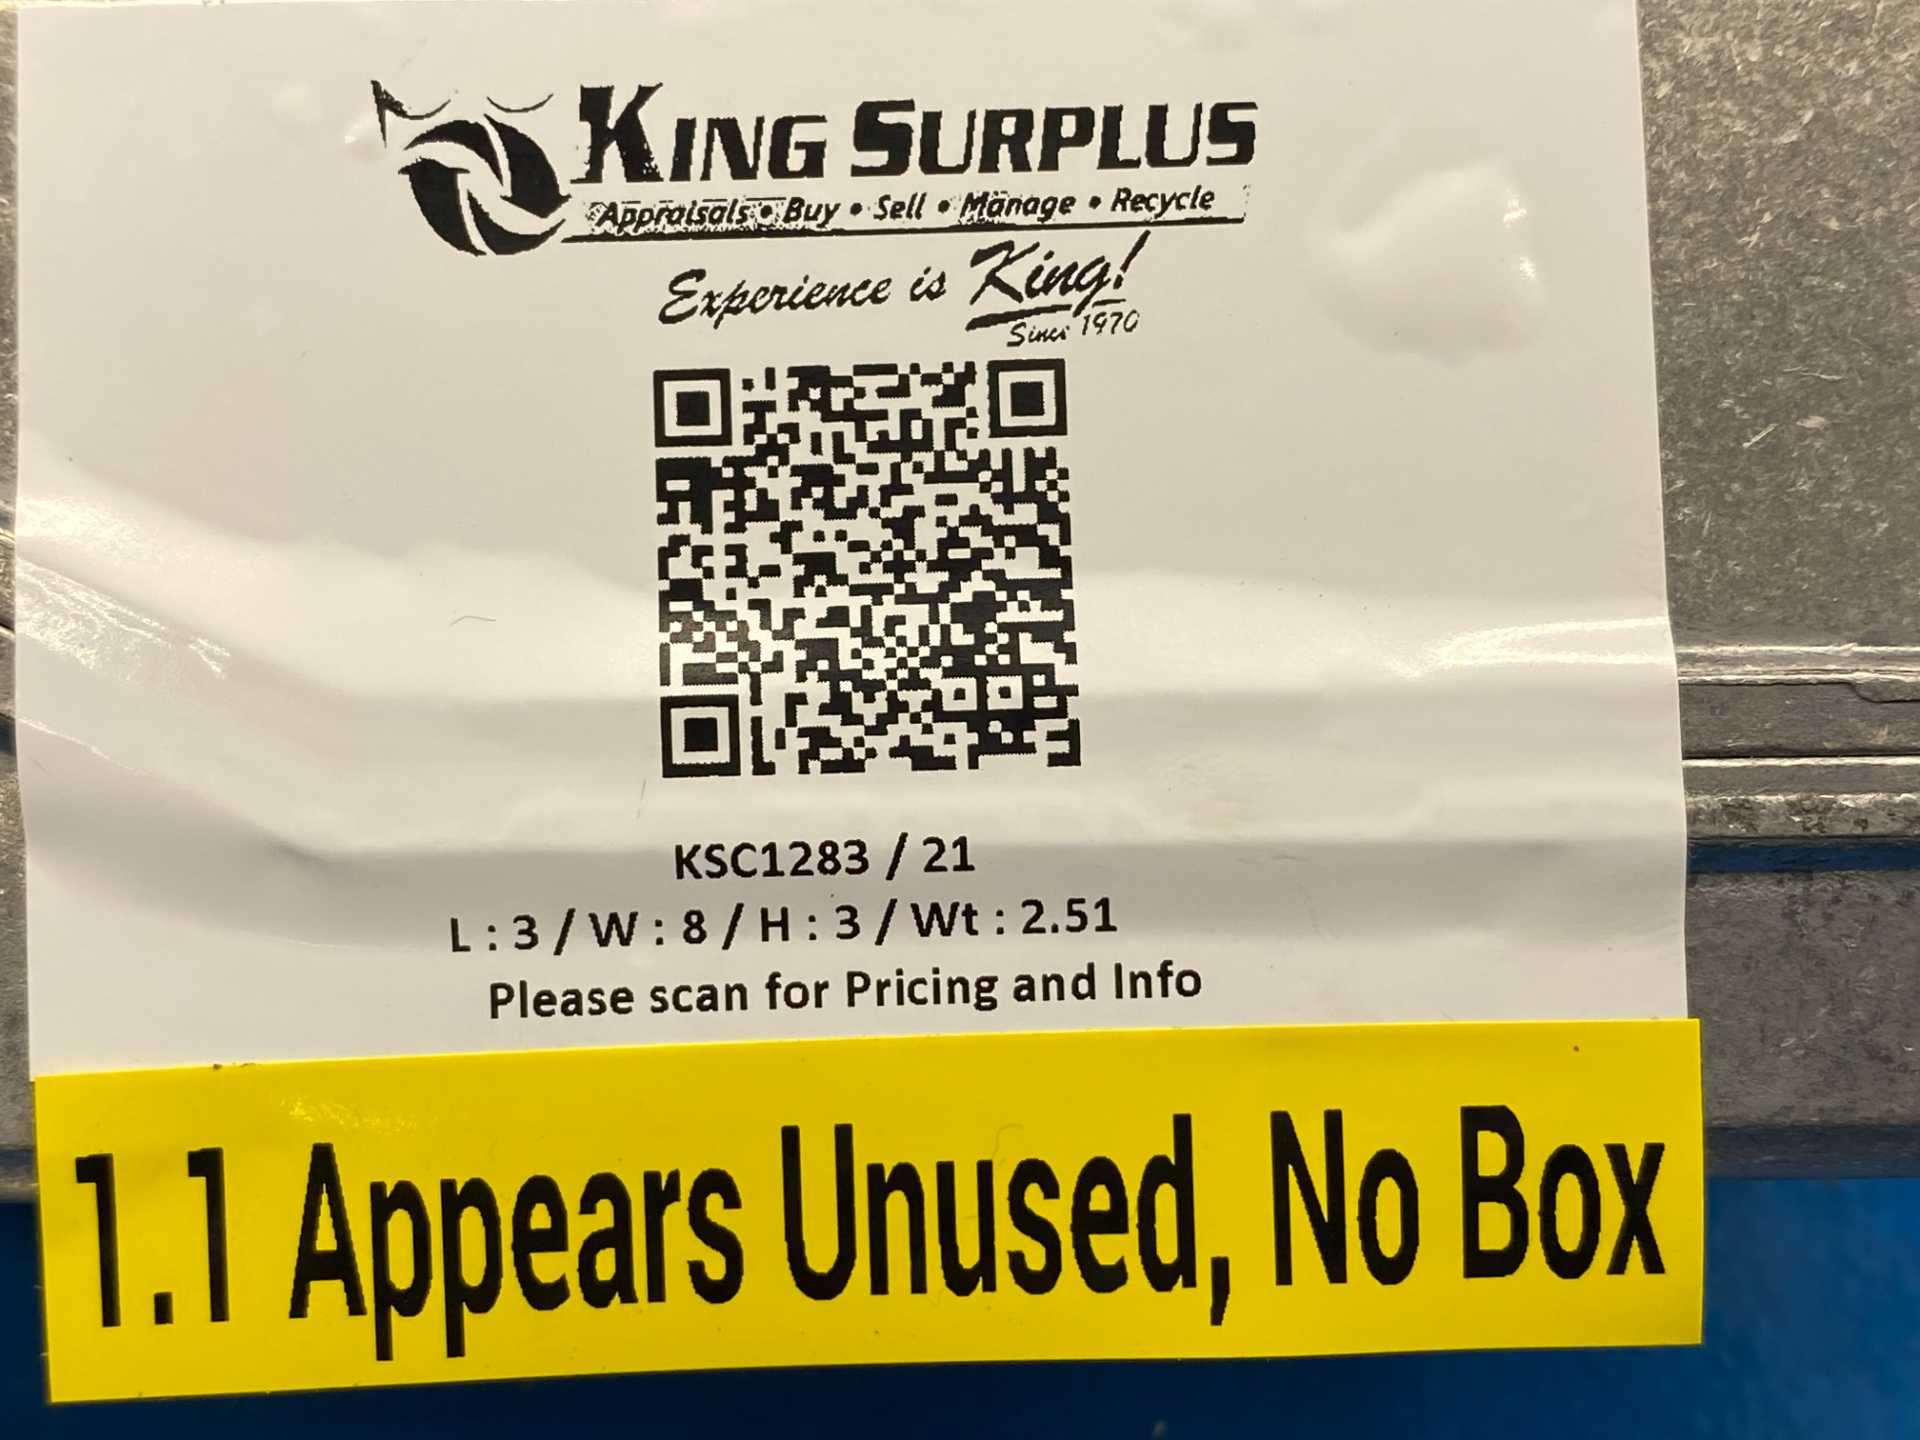 KING SURPLUS
Appraisals • Buy • Sell • Manage • Recycle
Experience is King!
Since 1970
KSC1283 / 21
L : 3 / W : 8 / H : 3 / Wt : 2.51
Please scan for Pricing and Info
1.1 Appears Unused, No Box